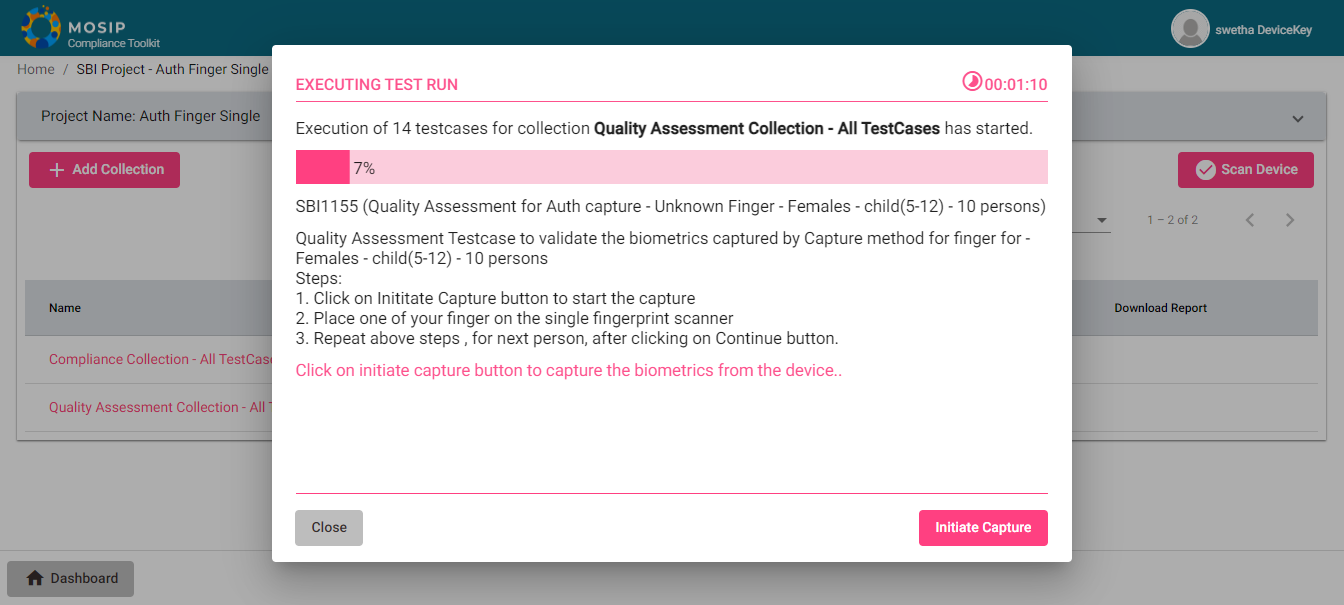 MOSIP
Compliance Toolkit
swetha DeviceKey
Home / SBI Project - Auth Finger Single
Project Name: Auth Finger Single
Add Collection
Scan Device
1 – 2 of 2
Name
Download Report
Compliance Collection - All TestCase
Quality Assessment Collection - All T
EXECUTING TEST RUN
00:01:10
Execution of 14 testcases for collection Quality Assessment Collection - All TestCases has started.
7%
SBI1155 (Quality Assessment for Auth capture - Unknown Finger - Females - child(5-12) - 10 persons)
Quality Assessment Testcase to validate the biometrics captured by Capture method for finger for -
Females - child(5-12) - 10 persons
Steps:
1. Click on Inititate Capture button to start the capture
2. Place one of your finger on the single fingerprint scanner
3. Repeat above steps , for next person, after clicking on Continue button.
Click on initiate capture button to capture the biometrics from the device..
Close
Initiate Capture
Dashboard